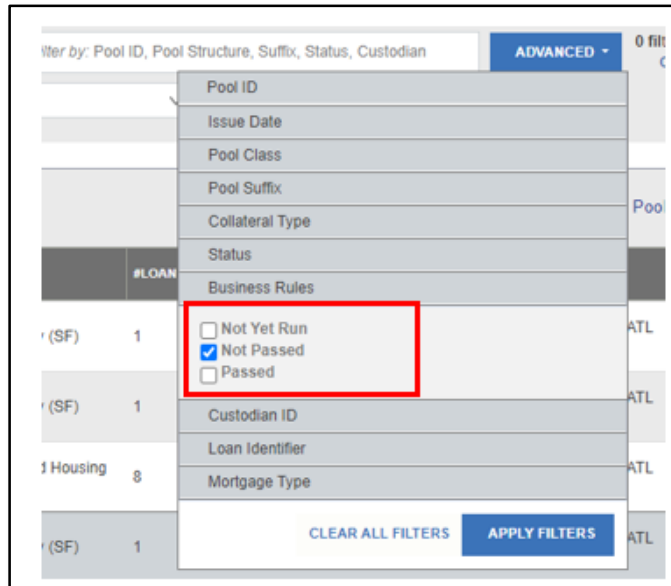 filter by: Pool ID, Pool Structure, Suffix, Status, Custodian
ADVANCED
0
Pool ID
Issue Date
Pool Class
Pool Suffix
Pool
Collateral Type
Status
#LOAN
Business Rules
Not Yet Run
(SF) 1 ATL
Not Passed
Passed
(SF) 1 ATL
Custodian ID
Loan Identifier
Housing 8 ATL
Mortgage Type
CLEAR ALL FILTERS APPLY FILTERS
(SF) 1 ATL